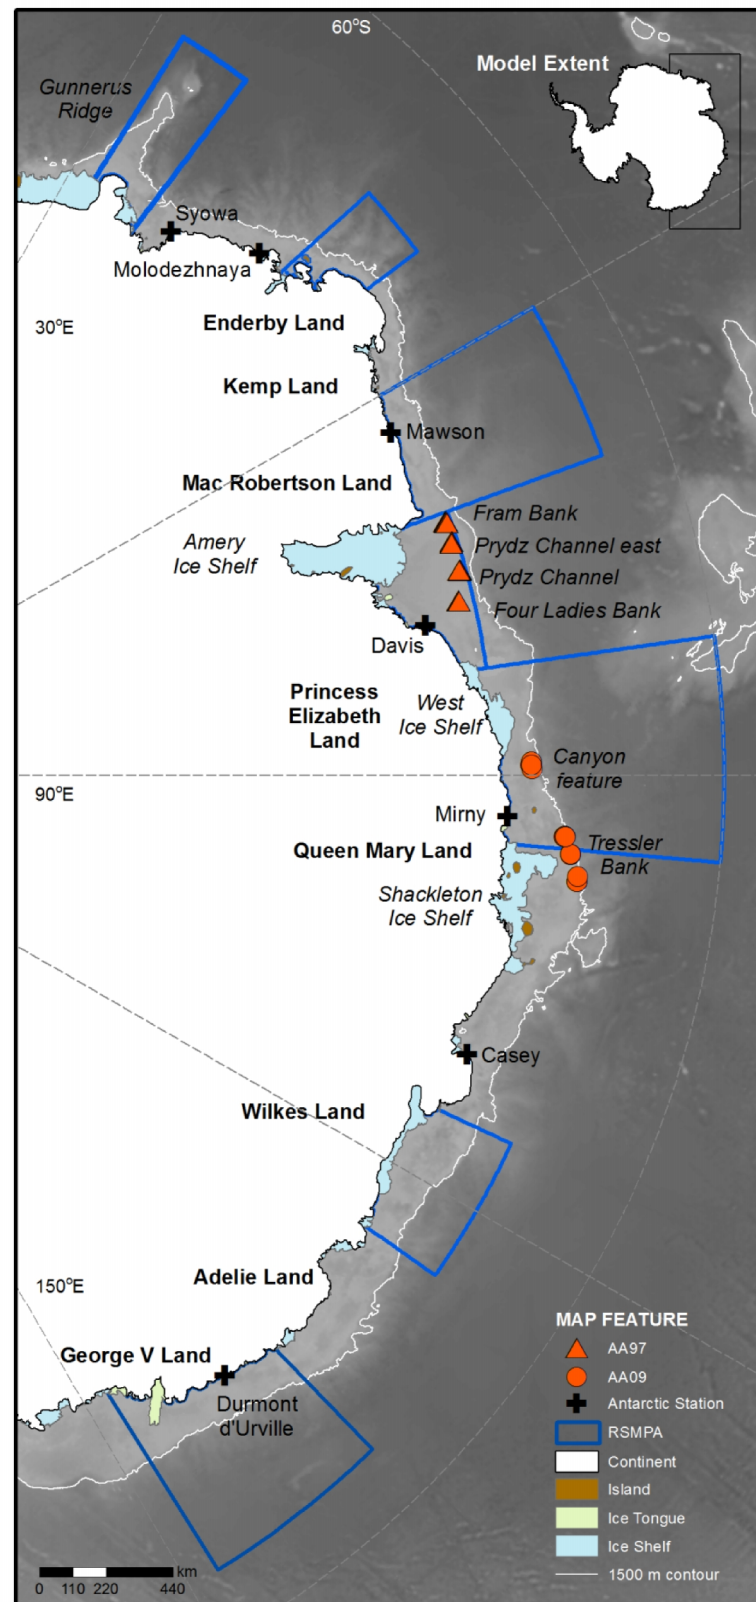 60°S
Model Extent
Gunnerus
Ridge
Syowa
Molodezhnaya
Enderby Land
30°E
Kemp Land
Mawson
Mac Robertson Land
Fram Bank
Amery
Ice Shelf
Prydz Channel east
Prydz Channel
Four Ladies Bank
Davis
Princess
Elizabeth
Land
West
Ice Shelf
Canyon
feature
90°E
Mirny
Tressler
Bank
Queen Mary Land
Shackleton
Ice Shelf
Casey
Wilkes Land
Adelie Land
150°E
George V Land
Durmont
d'Urville
MAP FEATURE
AA97
AA09
Antarctic Station
RSMPA
Continent
Island
Ice Tongue
Ice Shelf
1500 m contour
km
0 110 220 440